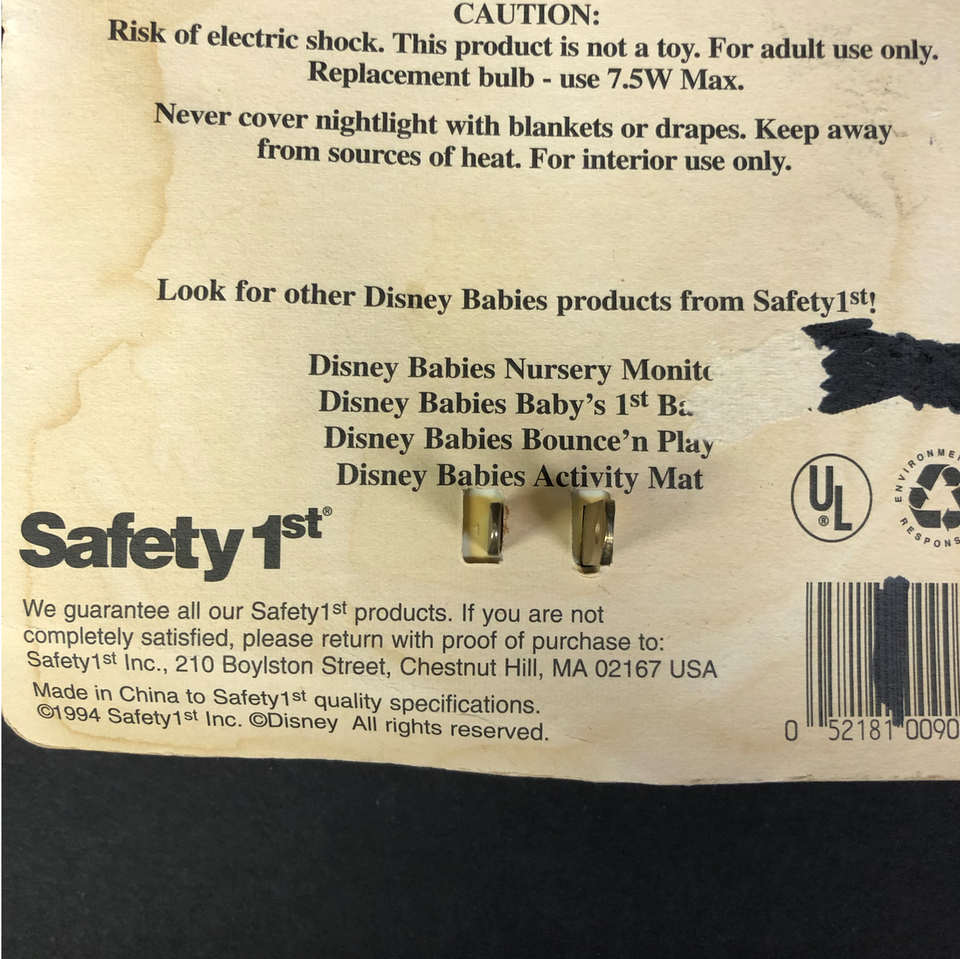 CAUTION:
Risk of electric shock. This product is not a toy. For adult use only.
Replacement bulb - use 7.5W Max.
Never cover nightlight with blankets or drapes. Keep away
from sources of heat. For interior use only.
Look for other Disney Babies products from Safety1st!
Disney Babies Nursery
Disney Babies Baby's 1st
Disney Babies Bounce'n Play
Disney Babies Activity Mat
UL
®
Safety 1st®
We guarantee all our Safety1st products. If you are not
completely satisfied, please return with proof of purchase to:
Safety1st Inc., 210 Boylston Street, Chestnut Hill, MA 02167 USA
Made in China to Safety1st quality specifications.
©1994 Safety1st Inc. ©Disney All rights reserved.
0 52181 0090